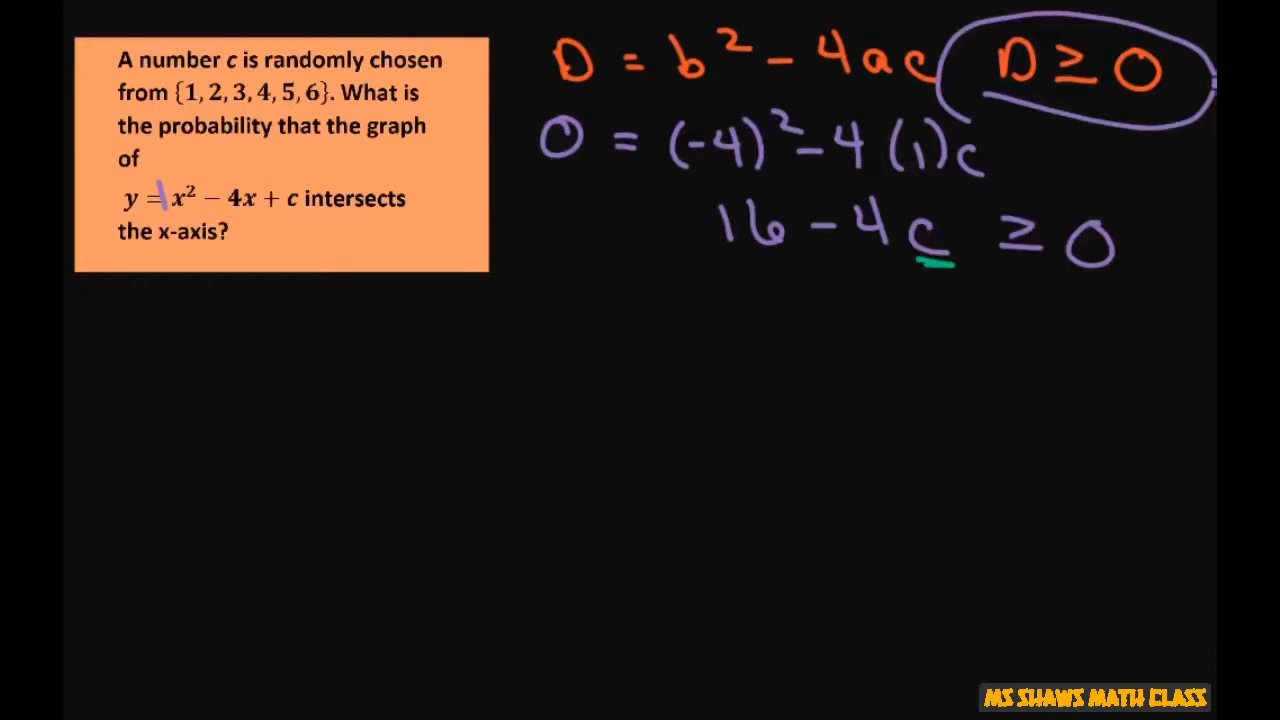 A number c is randomly chosen
from {1, 2, 3, 4, 5, 6}. What is
the probability that the graph
of
y = x² − 4x + c intersects
the x-axis?
D = b² - 4ac D ≥ 0
0 = (-4)² - 4(1)c
16 - 4c ≥ 0
MS SHAWS MATH CLASS